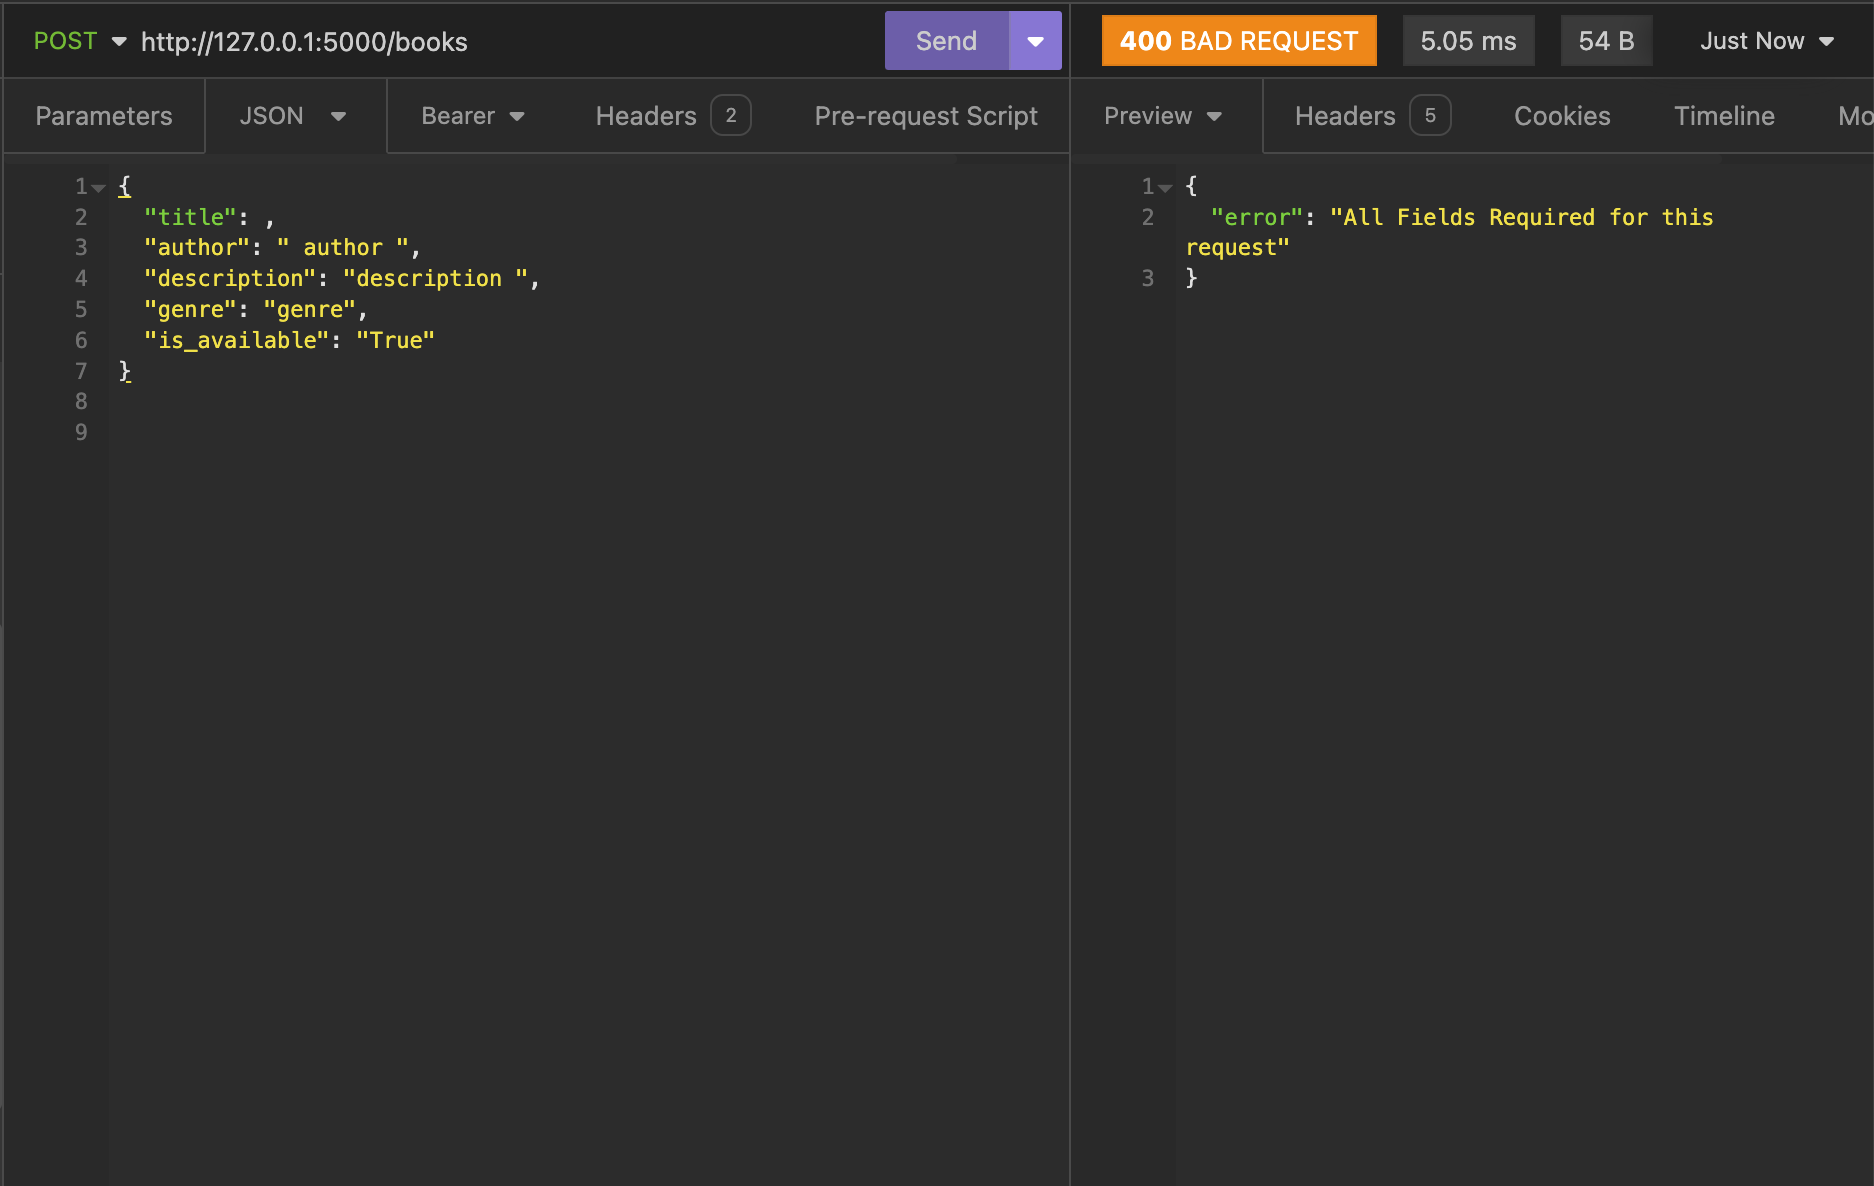 POST http://127.0.0.1:5000/books Send 400 BAD REQUEST 5.05 ms 54 B Just Now
Parameters JSON Bearer Headers 2 Pre-request Script Preview Headers 5 Cookies Timeline Mo
1 {
2 "title": ,
3 "author": " author ",
4 "description": "description ",
5 "genre": "genre",
6 "is_available": "True"
7 }
8
9
1 {
2 "error": "All Fields Required for this
request"
3 }